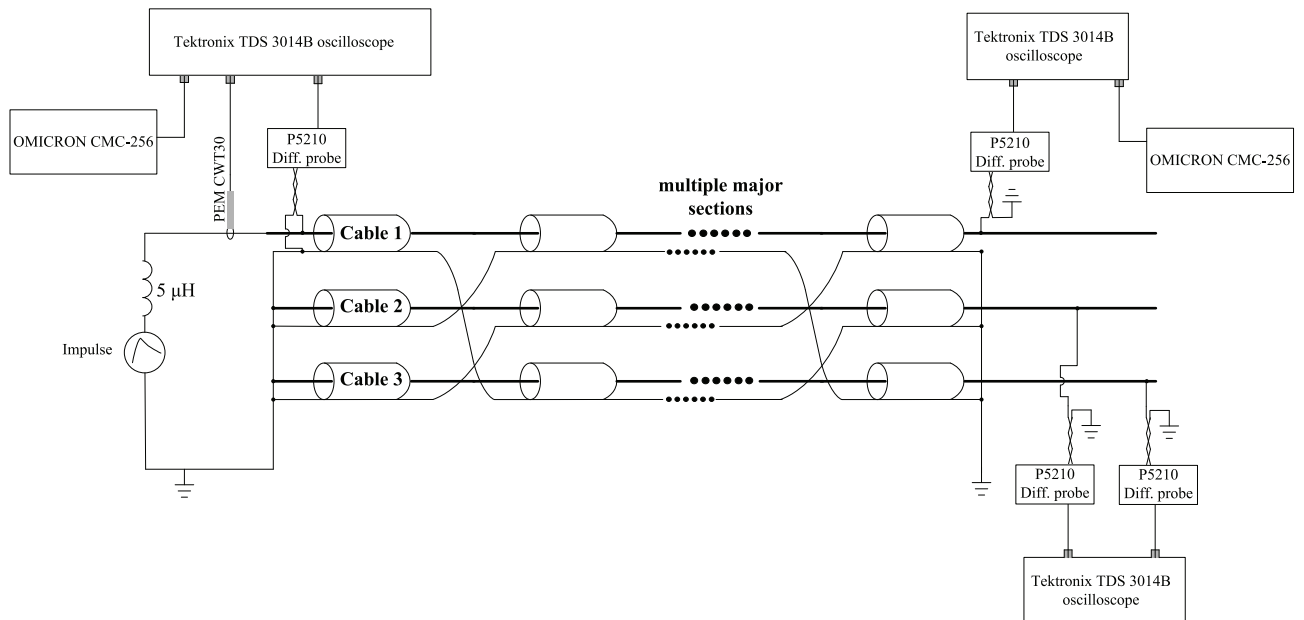 Tektronix TDS 3014B oscilloscope
Tektronix TDS 3014B
oscilloscope
OMICRON CMC-256
PEM CWT30
P5210
Diff. probe
P5210
Diff. probe
OMICRON CMC-256
multiple major
sections
Cable 1
5 μH
Cable 2
Impulse
Cable 3
P5210
Diff. probe
P5210
Diff. probe
Tektronix TDS 3014B
oscilloscope